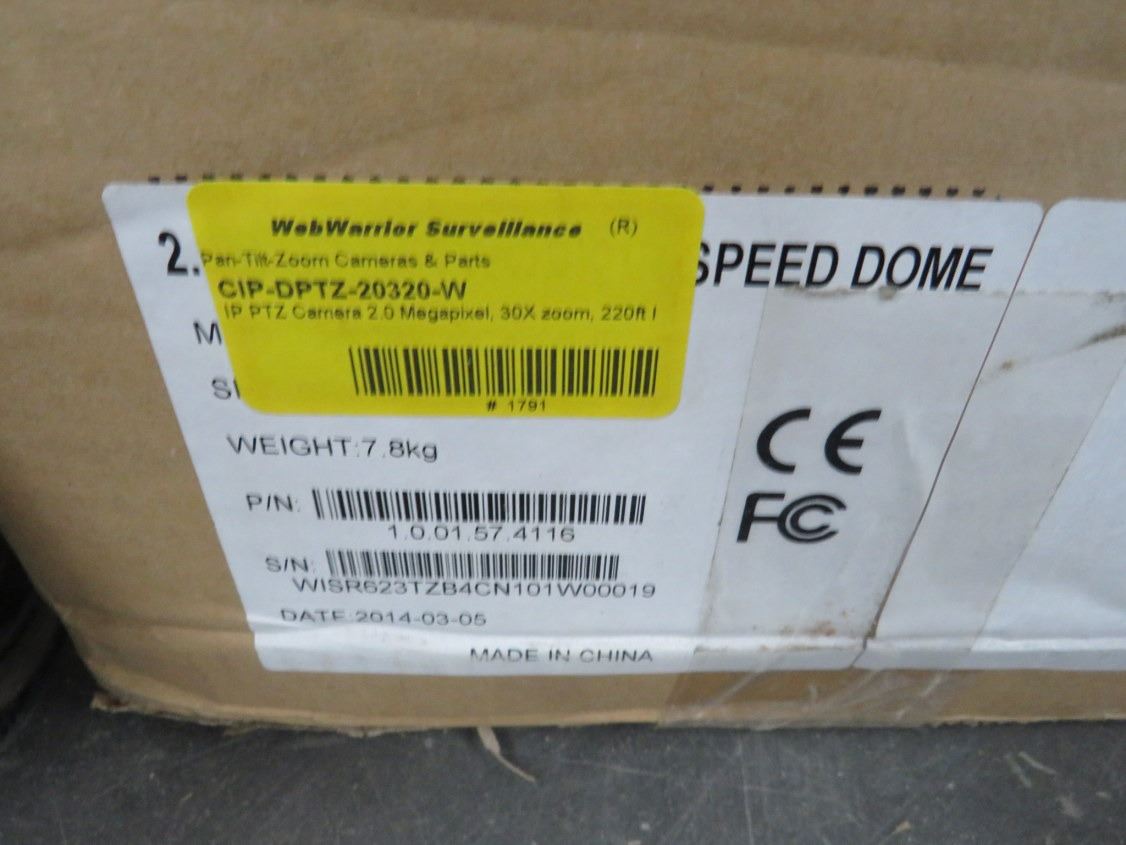 WebWarrior Surveillance (R)
2. Pan-Tilt-Zoom Cameras & Parts SPEED DOME
CIP-DPTZ-20320-W
IP PTZ Camera 2.0 Megapixel, 30X zoom, 220ft I
# 1791
WEIGHT:7.8kg
P/N:
1.0.01.57.4116
S/N:
WISR623TZB4CN101W00019
DATE:2014-03-05
MADE IN CHINA
CE
FC